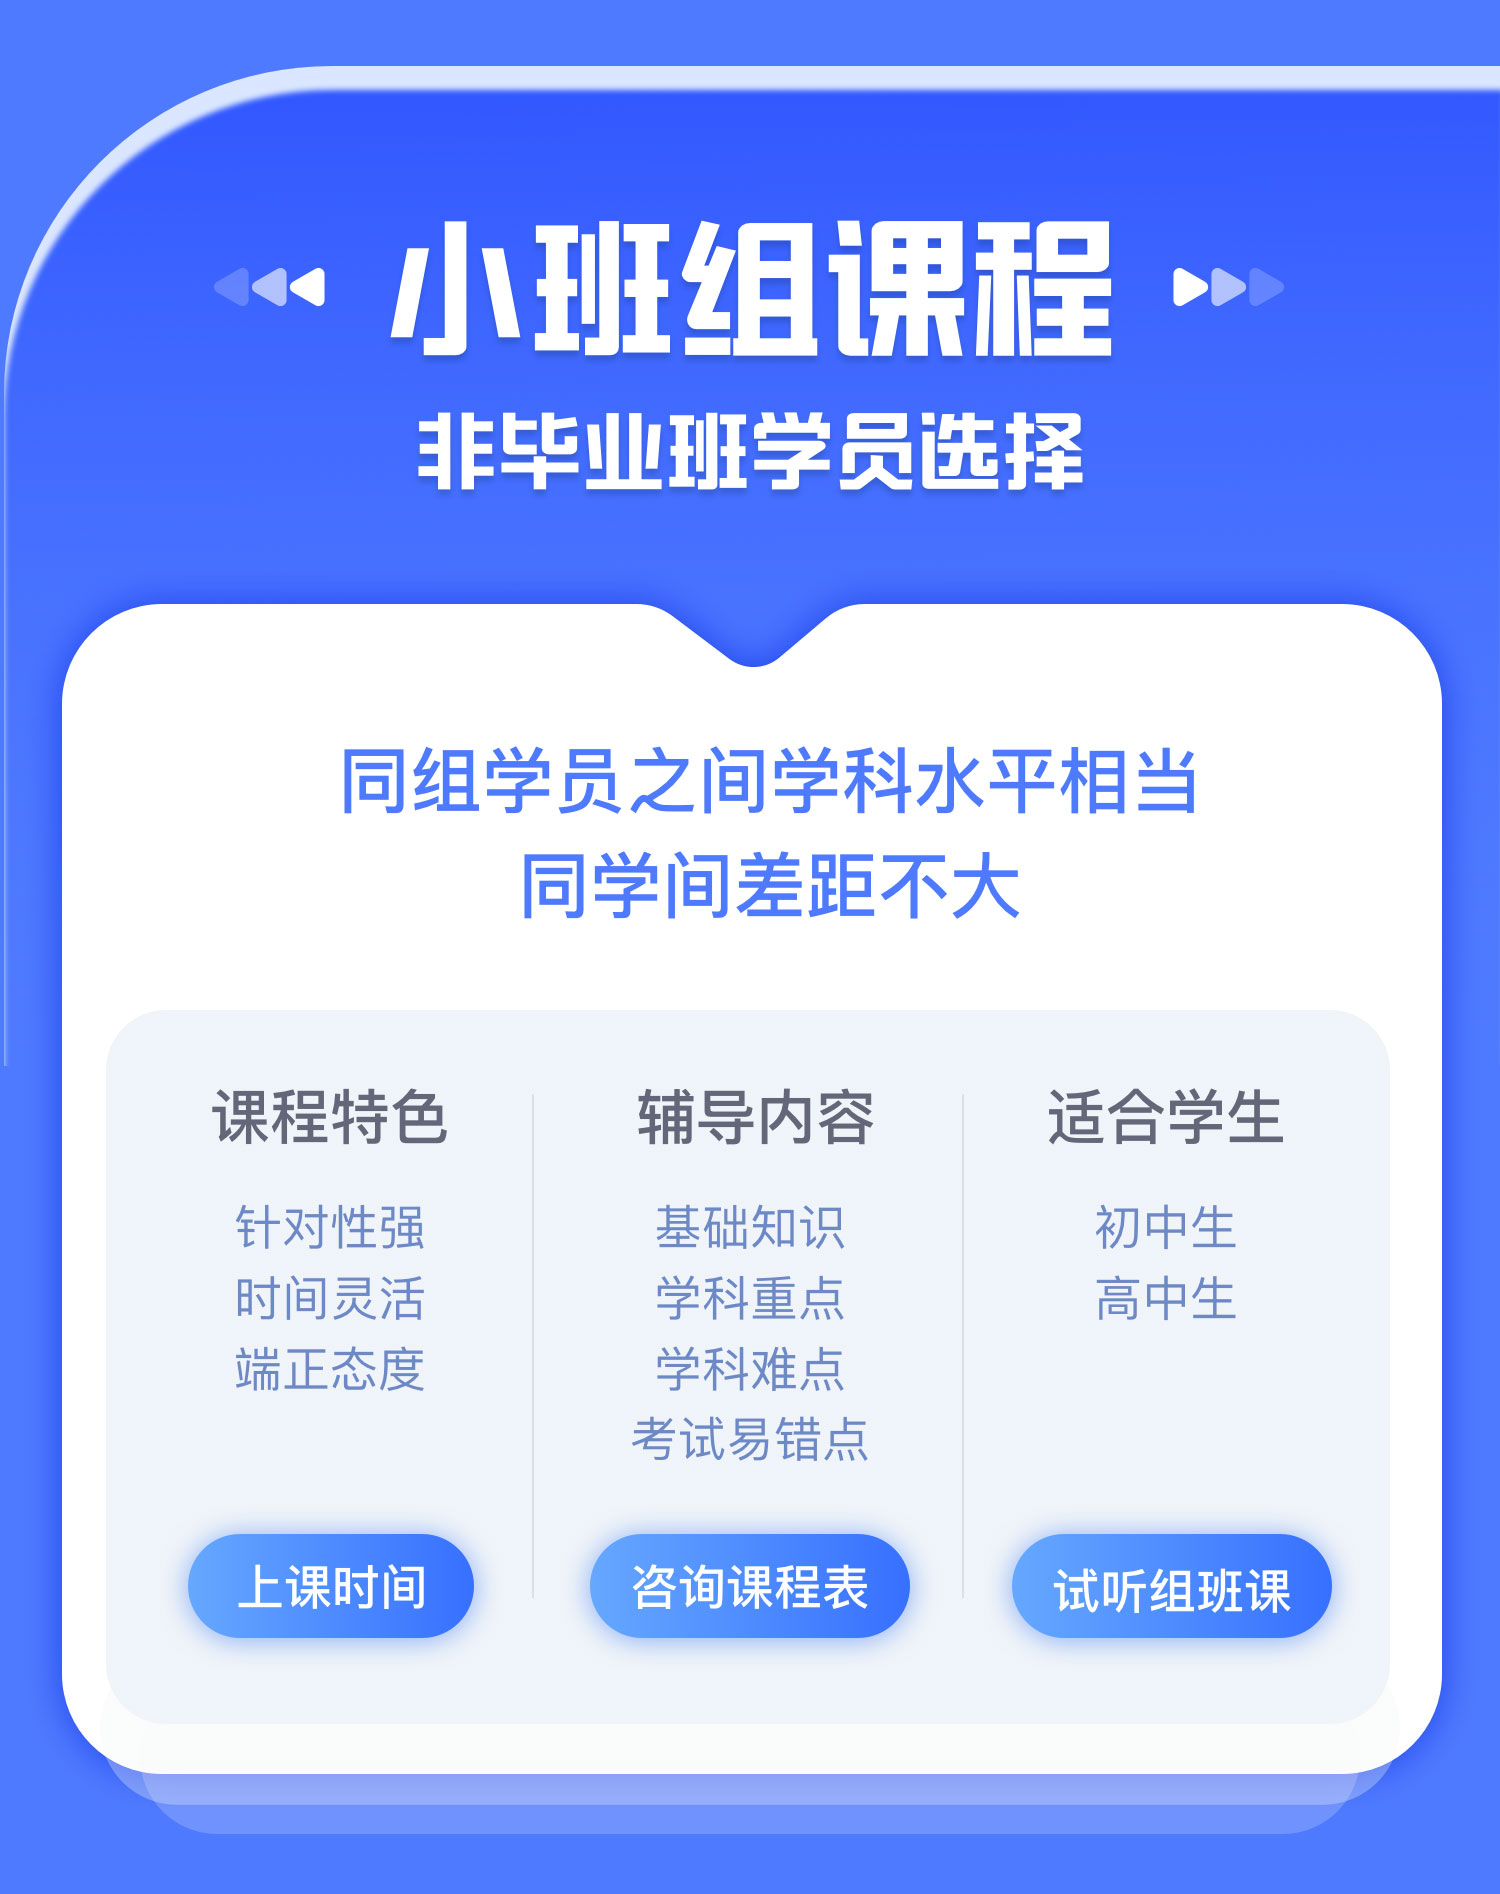 小班组课程
非毕业班学员选择
同组学员之间学科水平相当
同学间差距不大
课程特色
针对性强
时间灵活
端正态度
上课时间
辅导内容
基础知识
学科重点
学科难点
考试易错点
咨询课程表
适合学生
初中生
高中生
试听组班课